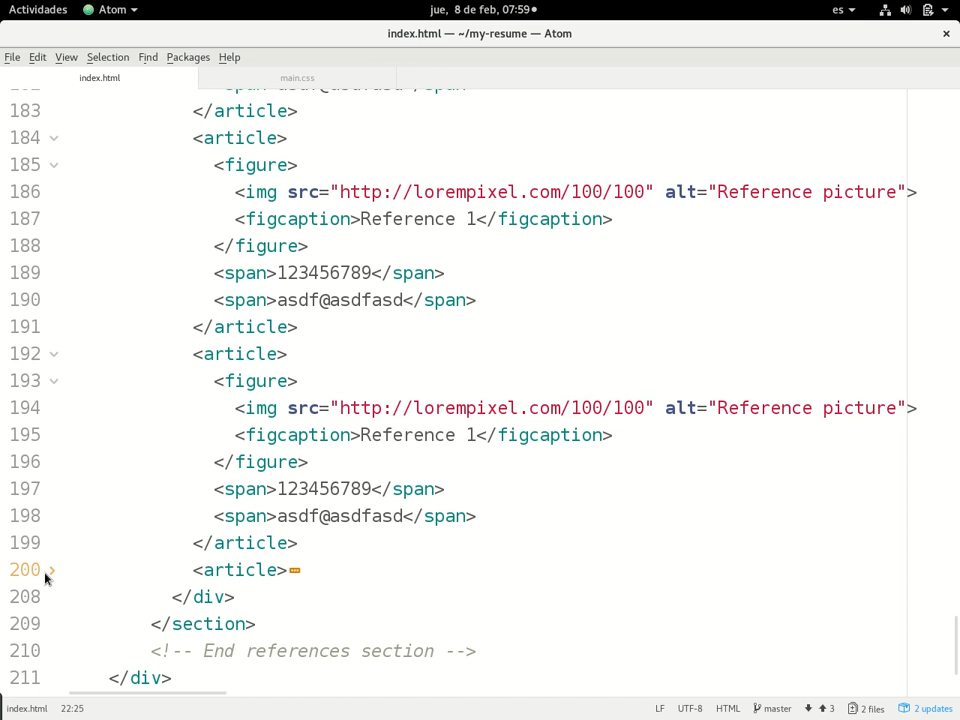 Actividades Atom jue, 8 de feb, 07:59 es
index.html — ~/my-resume — Atom
File Edit View Selection Find Packages Help
index.html main.css
183 </article>
184 <article>
185 <figure>
186 <img src="http://lorempixel.com/100/100" alt="Reference picture">
187 <figcaption>Reference 1</figcaption>
188 </figure>
189 <span>123456789</span>
190 <span>asdf@asdfasd</span>
191 </article>
192 <article>
193 <figure>
194 <img src="http://lorempixel.com/100/100" alt="Reference picture">
195 <figcaption>Reference 1</figcaption>
196 </figure>
197 <span>123456789</span>
198 <span>asdf@asdfasd</span>
199 </article>
200 <article>
208 </div>
209 </section>
210 <!-- End references section -->
211 </div>
index.html 22:25 LF UTF-8 HTML master 3 2 files 2 updates